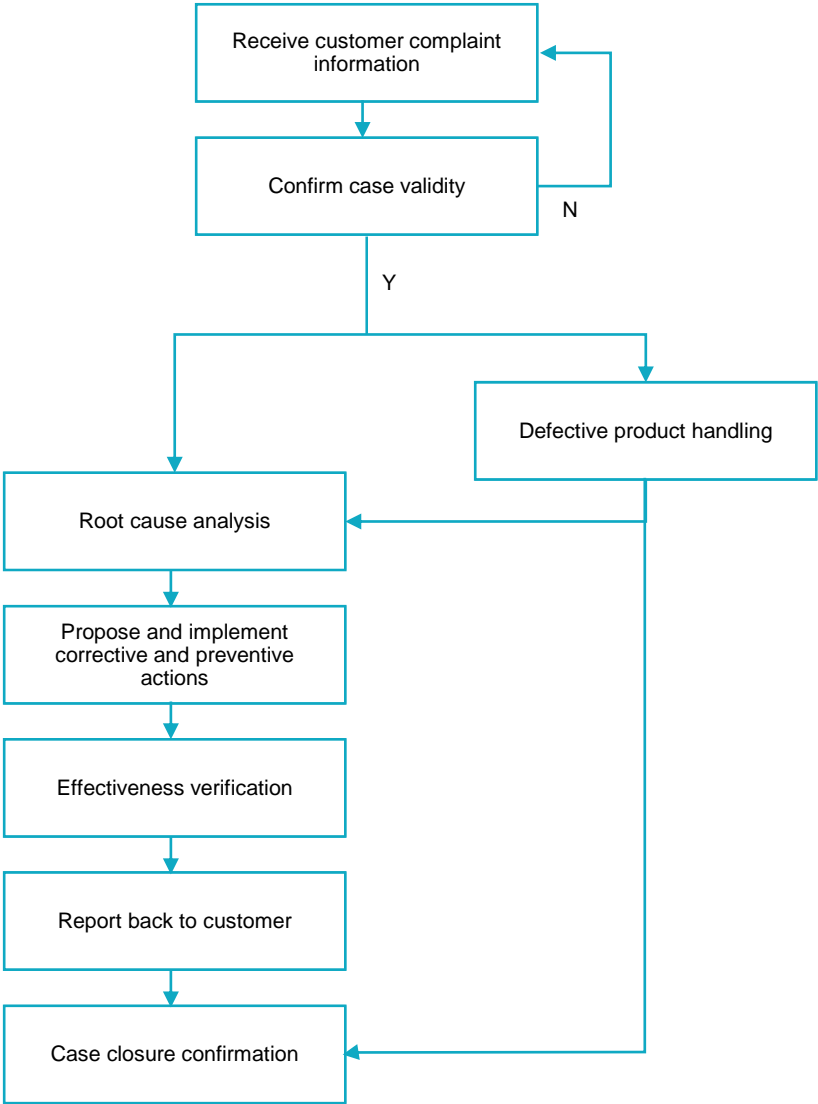 Receive customer complaint
information
Confirm case validity
N
Y
Defective product handling
Root cause analysis
Propose and implement
corrective and preventive
actions
Effectiveness verification
Report back to customer
Case closure confirmation